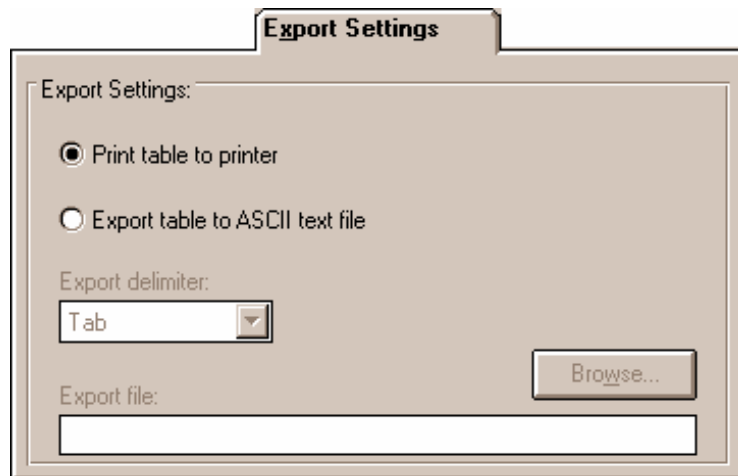 Export Settings
Export Settings:
Print table to printer
Export table to ASCII text file
Export delimiter:
Tab
Browse...
Export file: